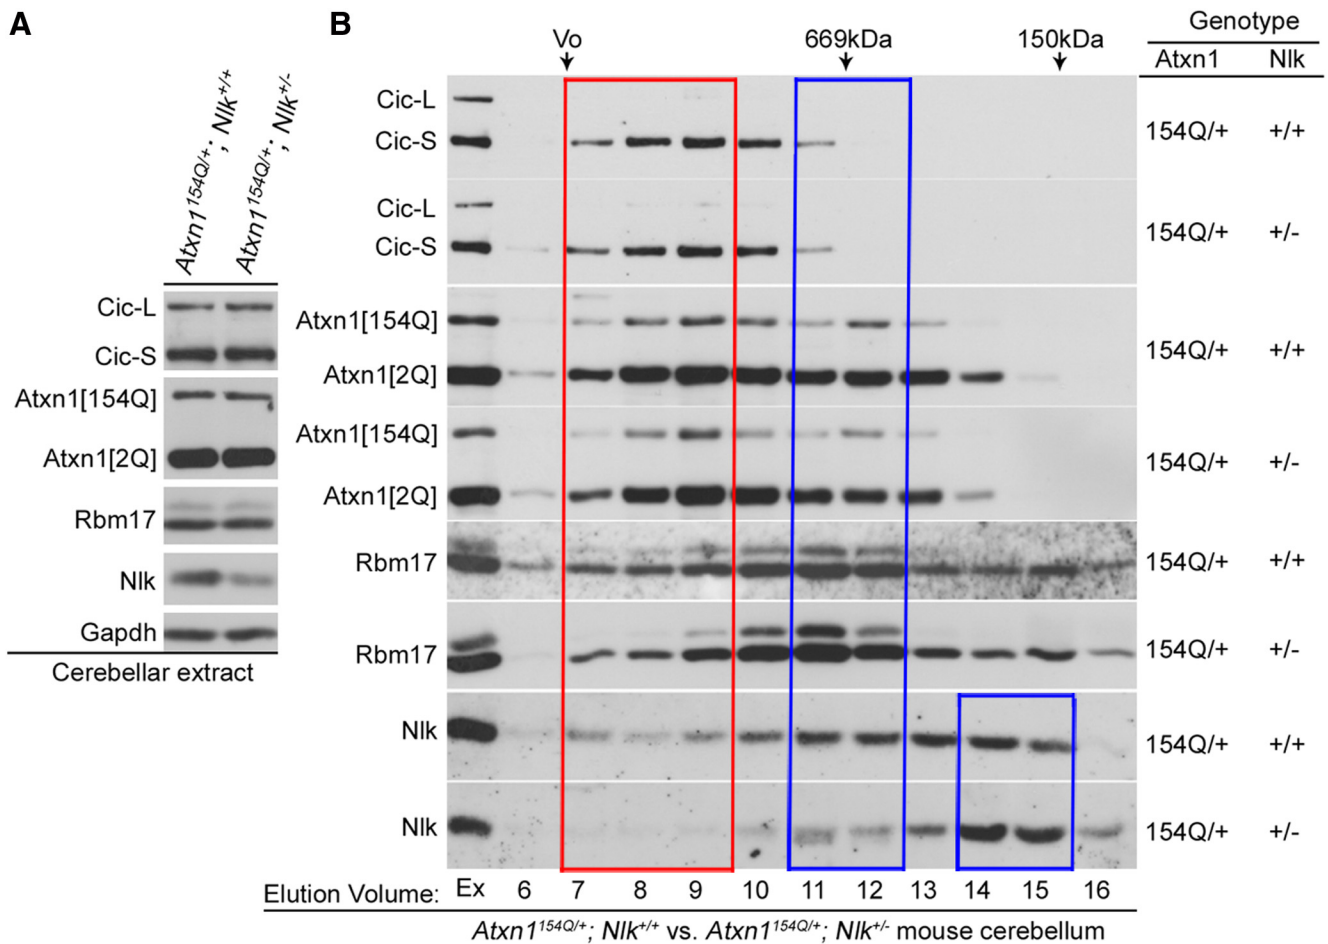 A
Atxn1154Q/+; Nlk+/+
Atxn1154Q/+; Nlk+/-
Cic-L
Cic-S
Atxn1[154Q]
Atxn1[2Q]
Rbm17
Nlk
Gapdh
Cerebellar extract
B
Vo 669kDa 150kDa
Genotype
Atxn1 Nlk
Cic-L
Cic-S
154Q/+ +/+
Cic-L
Cic-S
154Q/+ +/-
Atxn1[154Q]
Atxn1[2Q]
154Q/+ +/+
Atxn1[154Q]
Atxn1[2Q]
154Q/+ +/-
Rbm17 154Q/+ +/+
Rbm17 154Q/+ +/-
Nlk 154Q/+ +/+
Nlk 154Q/+ +/-
Elution Volume: Ex 6 7 8 9 10 11 12 13 14 15 16
Atxn1154Q/+; Nlk+/+ vs. Atxn1154Q/+; Nlk+/- mouse cerebellum